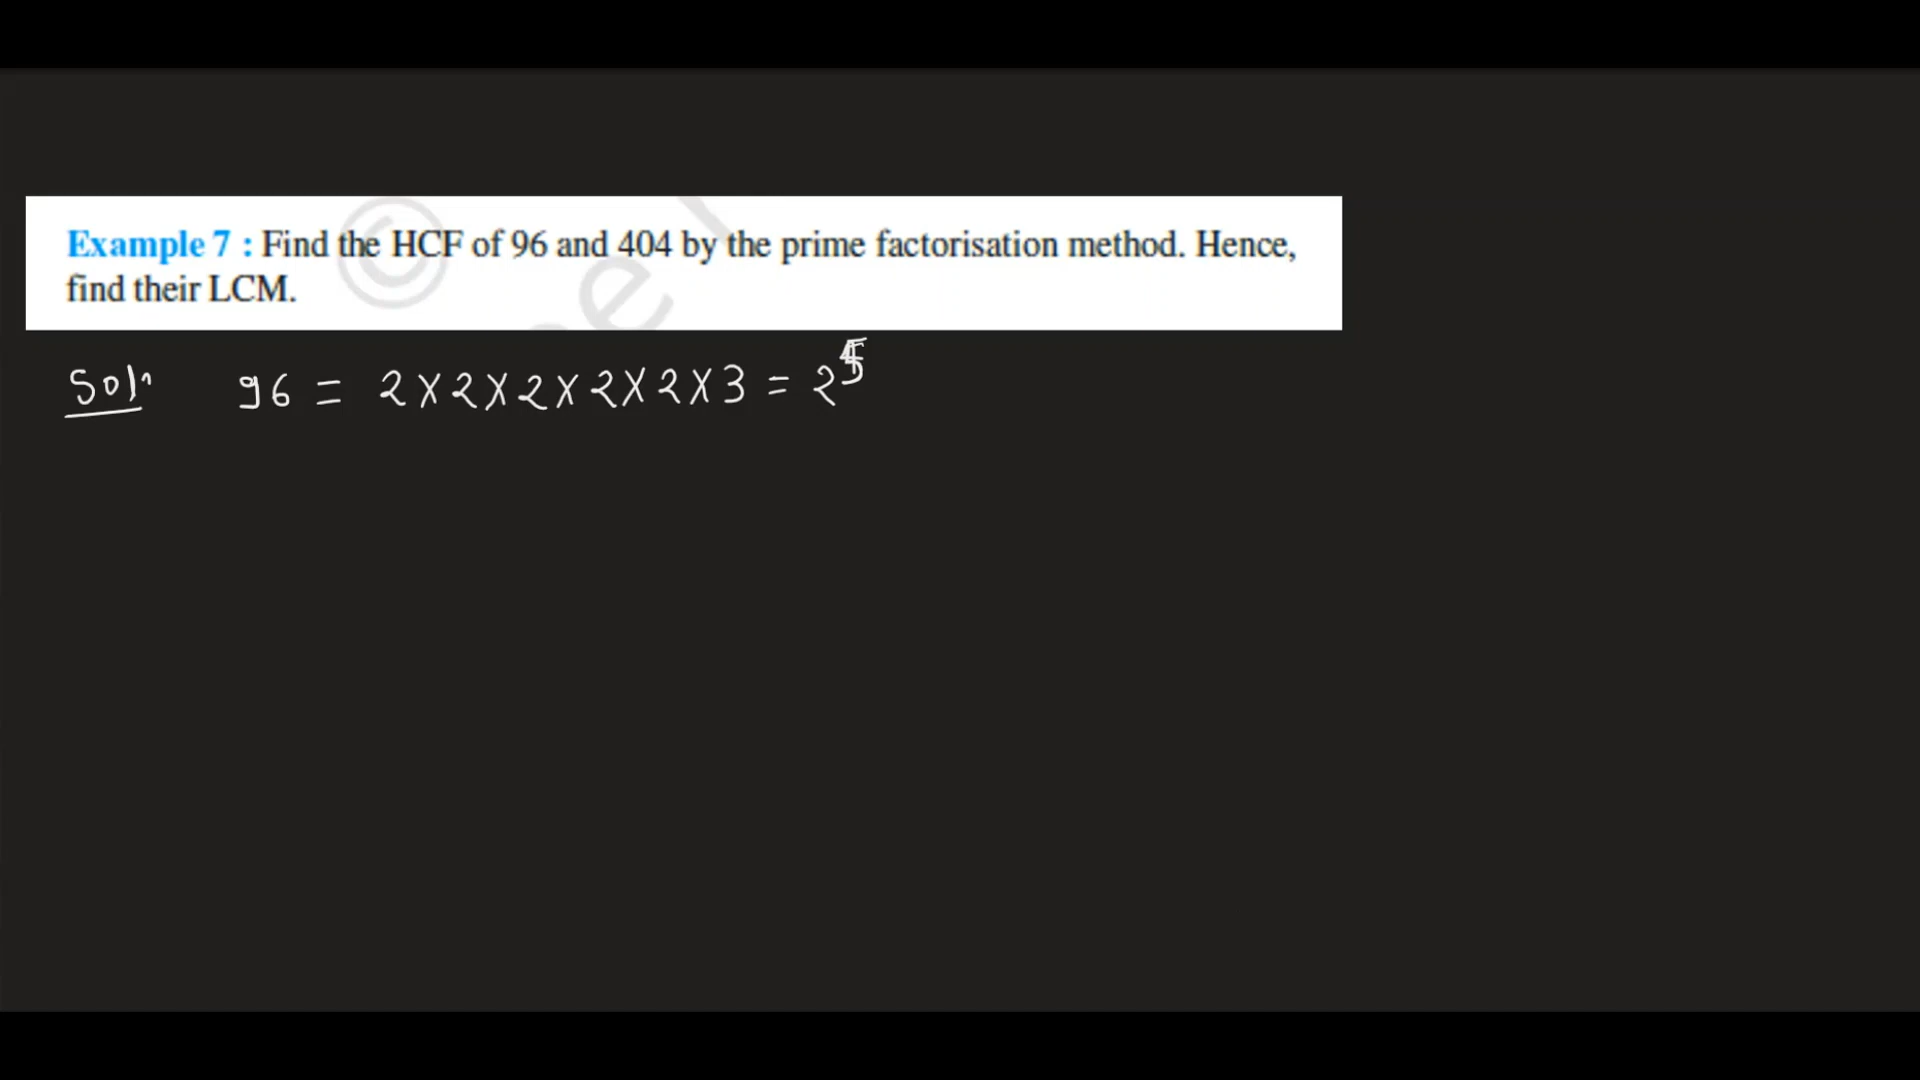 Example 7 : Find the HCF of 96 and 404 by the prime factorisation method. Hence,
find their LCM.
Soln 96 = 2×2×2×2×2×3 = 2⁵